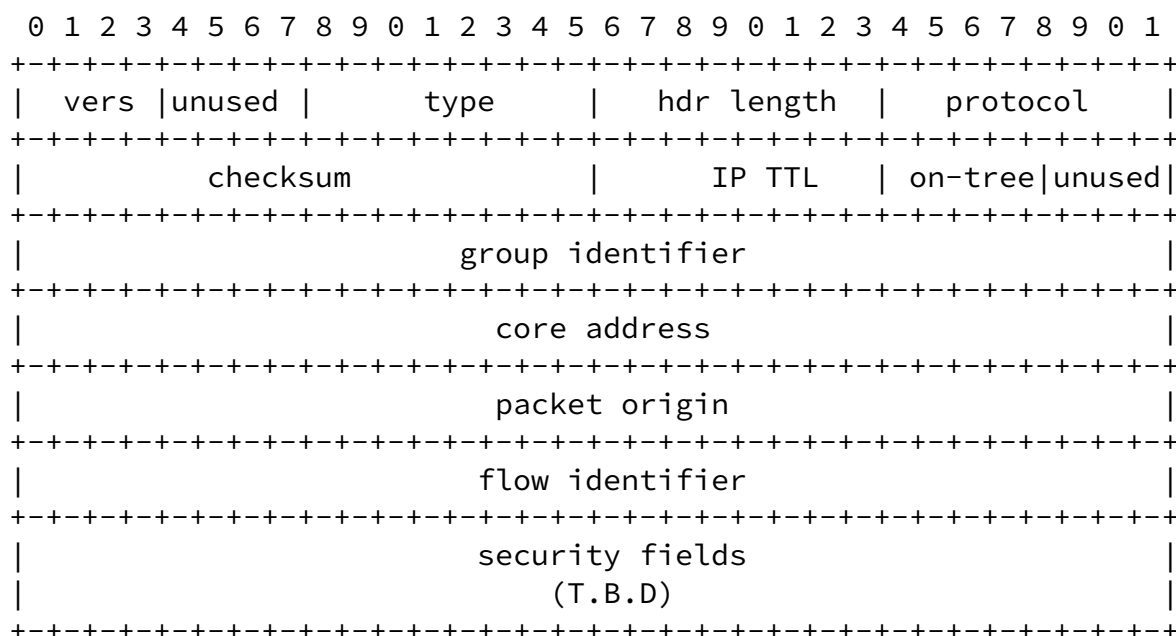 0 1 2 3 4 5 6 7 8 9 0 1 2 3 4 5 6 7 8 9 0 1 2 3 4 5 6 7 8 9 0 1
+-+-+-+-+-+-+-+-+-+-+-+-+-+-+-+-+-+-+-+-+-+-+-+-+-+-+-+-+-+-+-+-+
|  vers |unused |      type     |   hdr length  |   protocol    |
+-+-+-+-+-+-+-+-+-+-+-+-+-+-+-+-+-+-+-+-+-+-+-+-+-+-+-+-+-+-+-+-+
|          checksum             |      IP TTL   | on-tree|unused|
+-+-+-+-+-+-+-+-+-+-+-+-+-+-+-+-+-+-+-+-+-+-+-+-+-+-+-+-+-+-+-+-+
|                        group identifier                       |
+-+-+-+-+-+-+-+-+-+-+-+-+-+-+-+-+-+-+-+-+-+-+-+-+-+-+-+-+-+-+-+-+
|                          core address                         |
+-+-+-+-+-+-+-+-+-+-+-+-+-+-+-+-+-+-+-+-+-+-+-+-+-+-+-+-+-+-+-+-+
|                          packet origin                        |
+-+-+-+-+-+-+-+-+-+-+-+-+-+-+-+-+-+-+-+-+-+-+-+-+-+-+-+-+-+-+-+-+
|                         flow identifier                       |
+-+-+-+-+-+-+-+-+-+-+-+-+-+-+-+-+-+-+-+-+-+-+-+-+-+-+-+-+-+-+-+-+
|                         security fields                       |
|                             (T.B.D)                           |
+-+-+-+-+-+-+-+-+-+-+-+-+-+-+-+-+-+-+-+-+-+-+-+-+-+-+-+-+-+-+-+-+